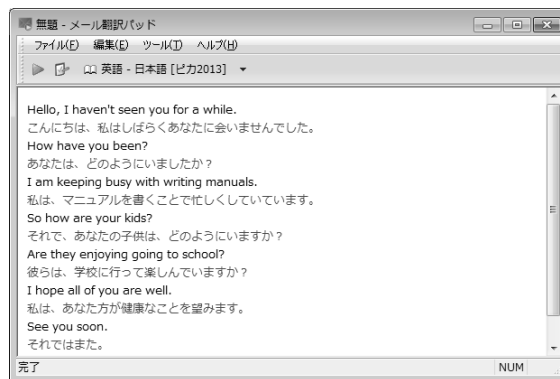 無題 - メール翻訳パッド
ファイル(F) 編集(E) ツール(T) ヘルプ(H)
英語 - 日本語 [ピカ2013]
Hello, I haven't seen you for a while.
こんにちは、私はしばらくあなたに会いませんでした。
How have you been?
あなたは、どのようにいましたか？
I am keeping busy with writing manuals.
私は、マニュアルを書くことで忙しくしていています。
So how are your kids?
それで、あなたの子供は、どのようにいますか？
Are they enjoying going to school?
彼らは、学校に行って楽しんでいますか？
I hope all of you are well.
私は、あなた方が健康なことを望みます。
See you soon.
それではまた。
完了 NUM